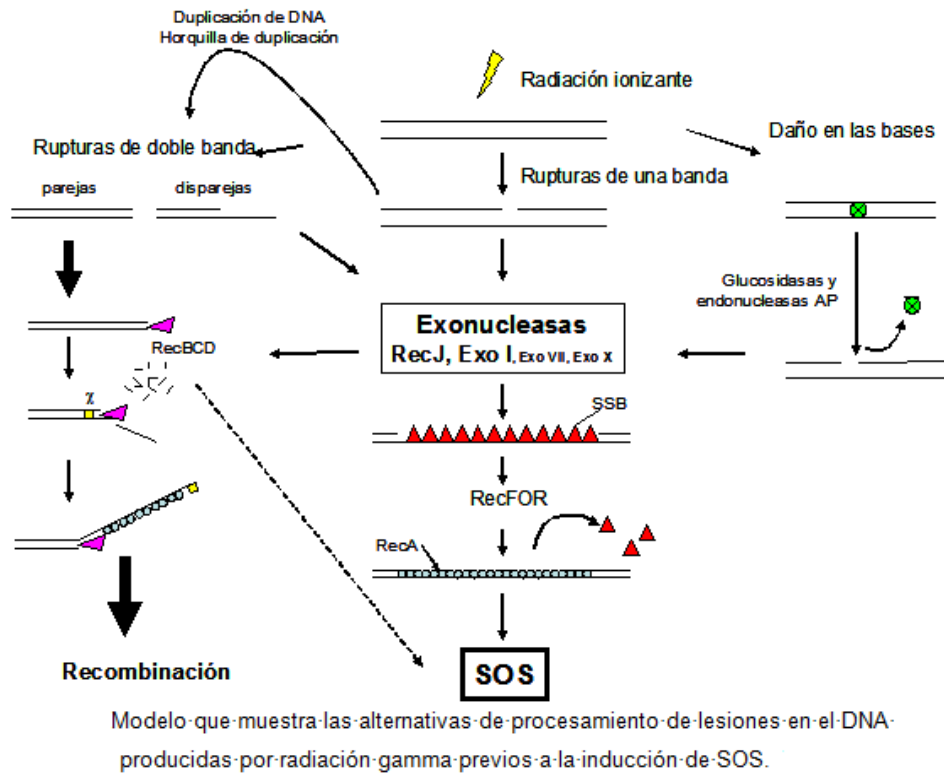 Duplicación de DNA
Horquilla de duplicación
Radiación ionizante
Rupturas de doble banda
Daño en las bases
parejas
disparejas
Rupturas de una banda
Glucosidasas y
endonucleasas AP
Exonucleasas
RecJ, Exo I, Exo VII, Exo X
RecBCD
χ
SSB
RecFOR
RecA
Recombinación
SOS
Modelo·que·muestra·las·alternativas·de·procesamiento·de·lesiones·en·el·DNA·
producidas·por·radiación·gamma·previos·a·la·inducción·de·SOS.